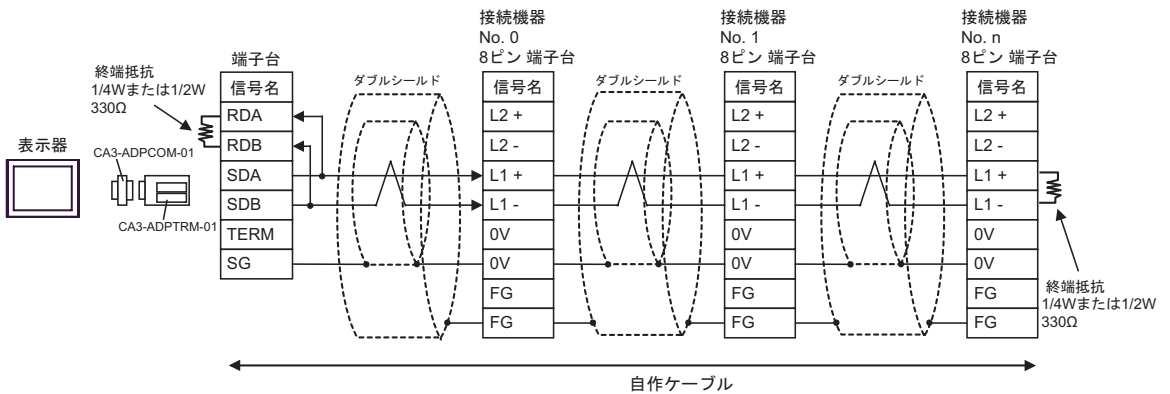 表示器
CA3-ADPCOM-01
CA3-ADPTRM-01
終端抵抗
1/4Wまたは1/2W
330Ω
端子台
信号名
RDA
RDB
SDA
SDB
TERM
SG
ダブルシールド
接続機器
No. 0
8ピン 端子台
信号名
L2 +
L2 -
L1 +
L1 -
0V
0V
FG
FG
ダブルシールド
接続機器
No. 1
8ピン 端子台
信号名
L2 +
L2 -
L1 +
L1 -
0V
0V
FG
FG
ダブルシールド
接続機器
No. n
8ピン 端子台
信号名
L2 +
L2 -
L1 +
L1 -
0V
0V
FG
FG
終端抵抗
1/4Wまたは1/2W
330Ω
自作ケーブル